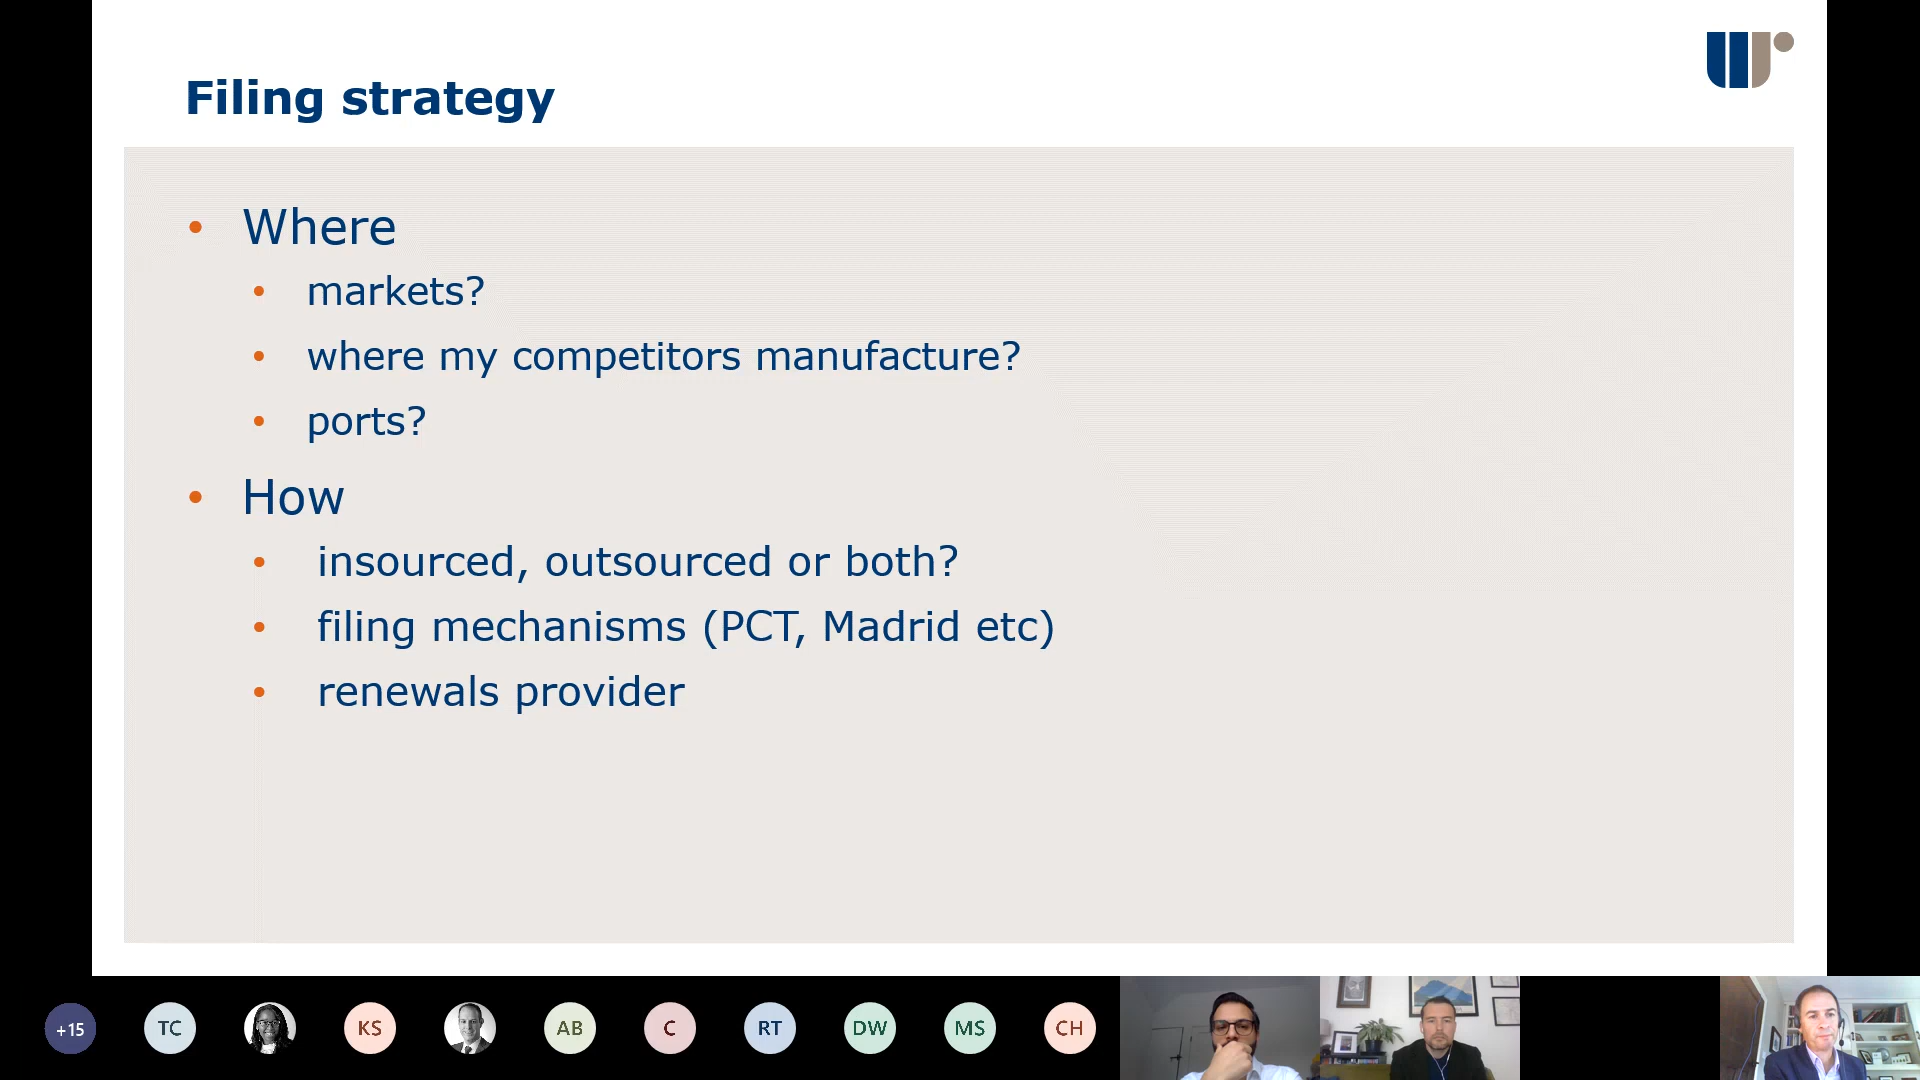 Filing strategy
• Where
• markets?
• where my competitors manufacture?
• ports?
• How
• insourced, outsourced or both?
• filing mechanisms (PCT, Madrid etc)
• renewals provider
+15
TC
KS
AB
C
RT
DW
MS
CH